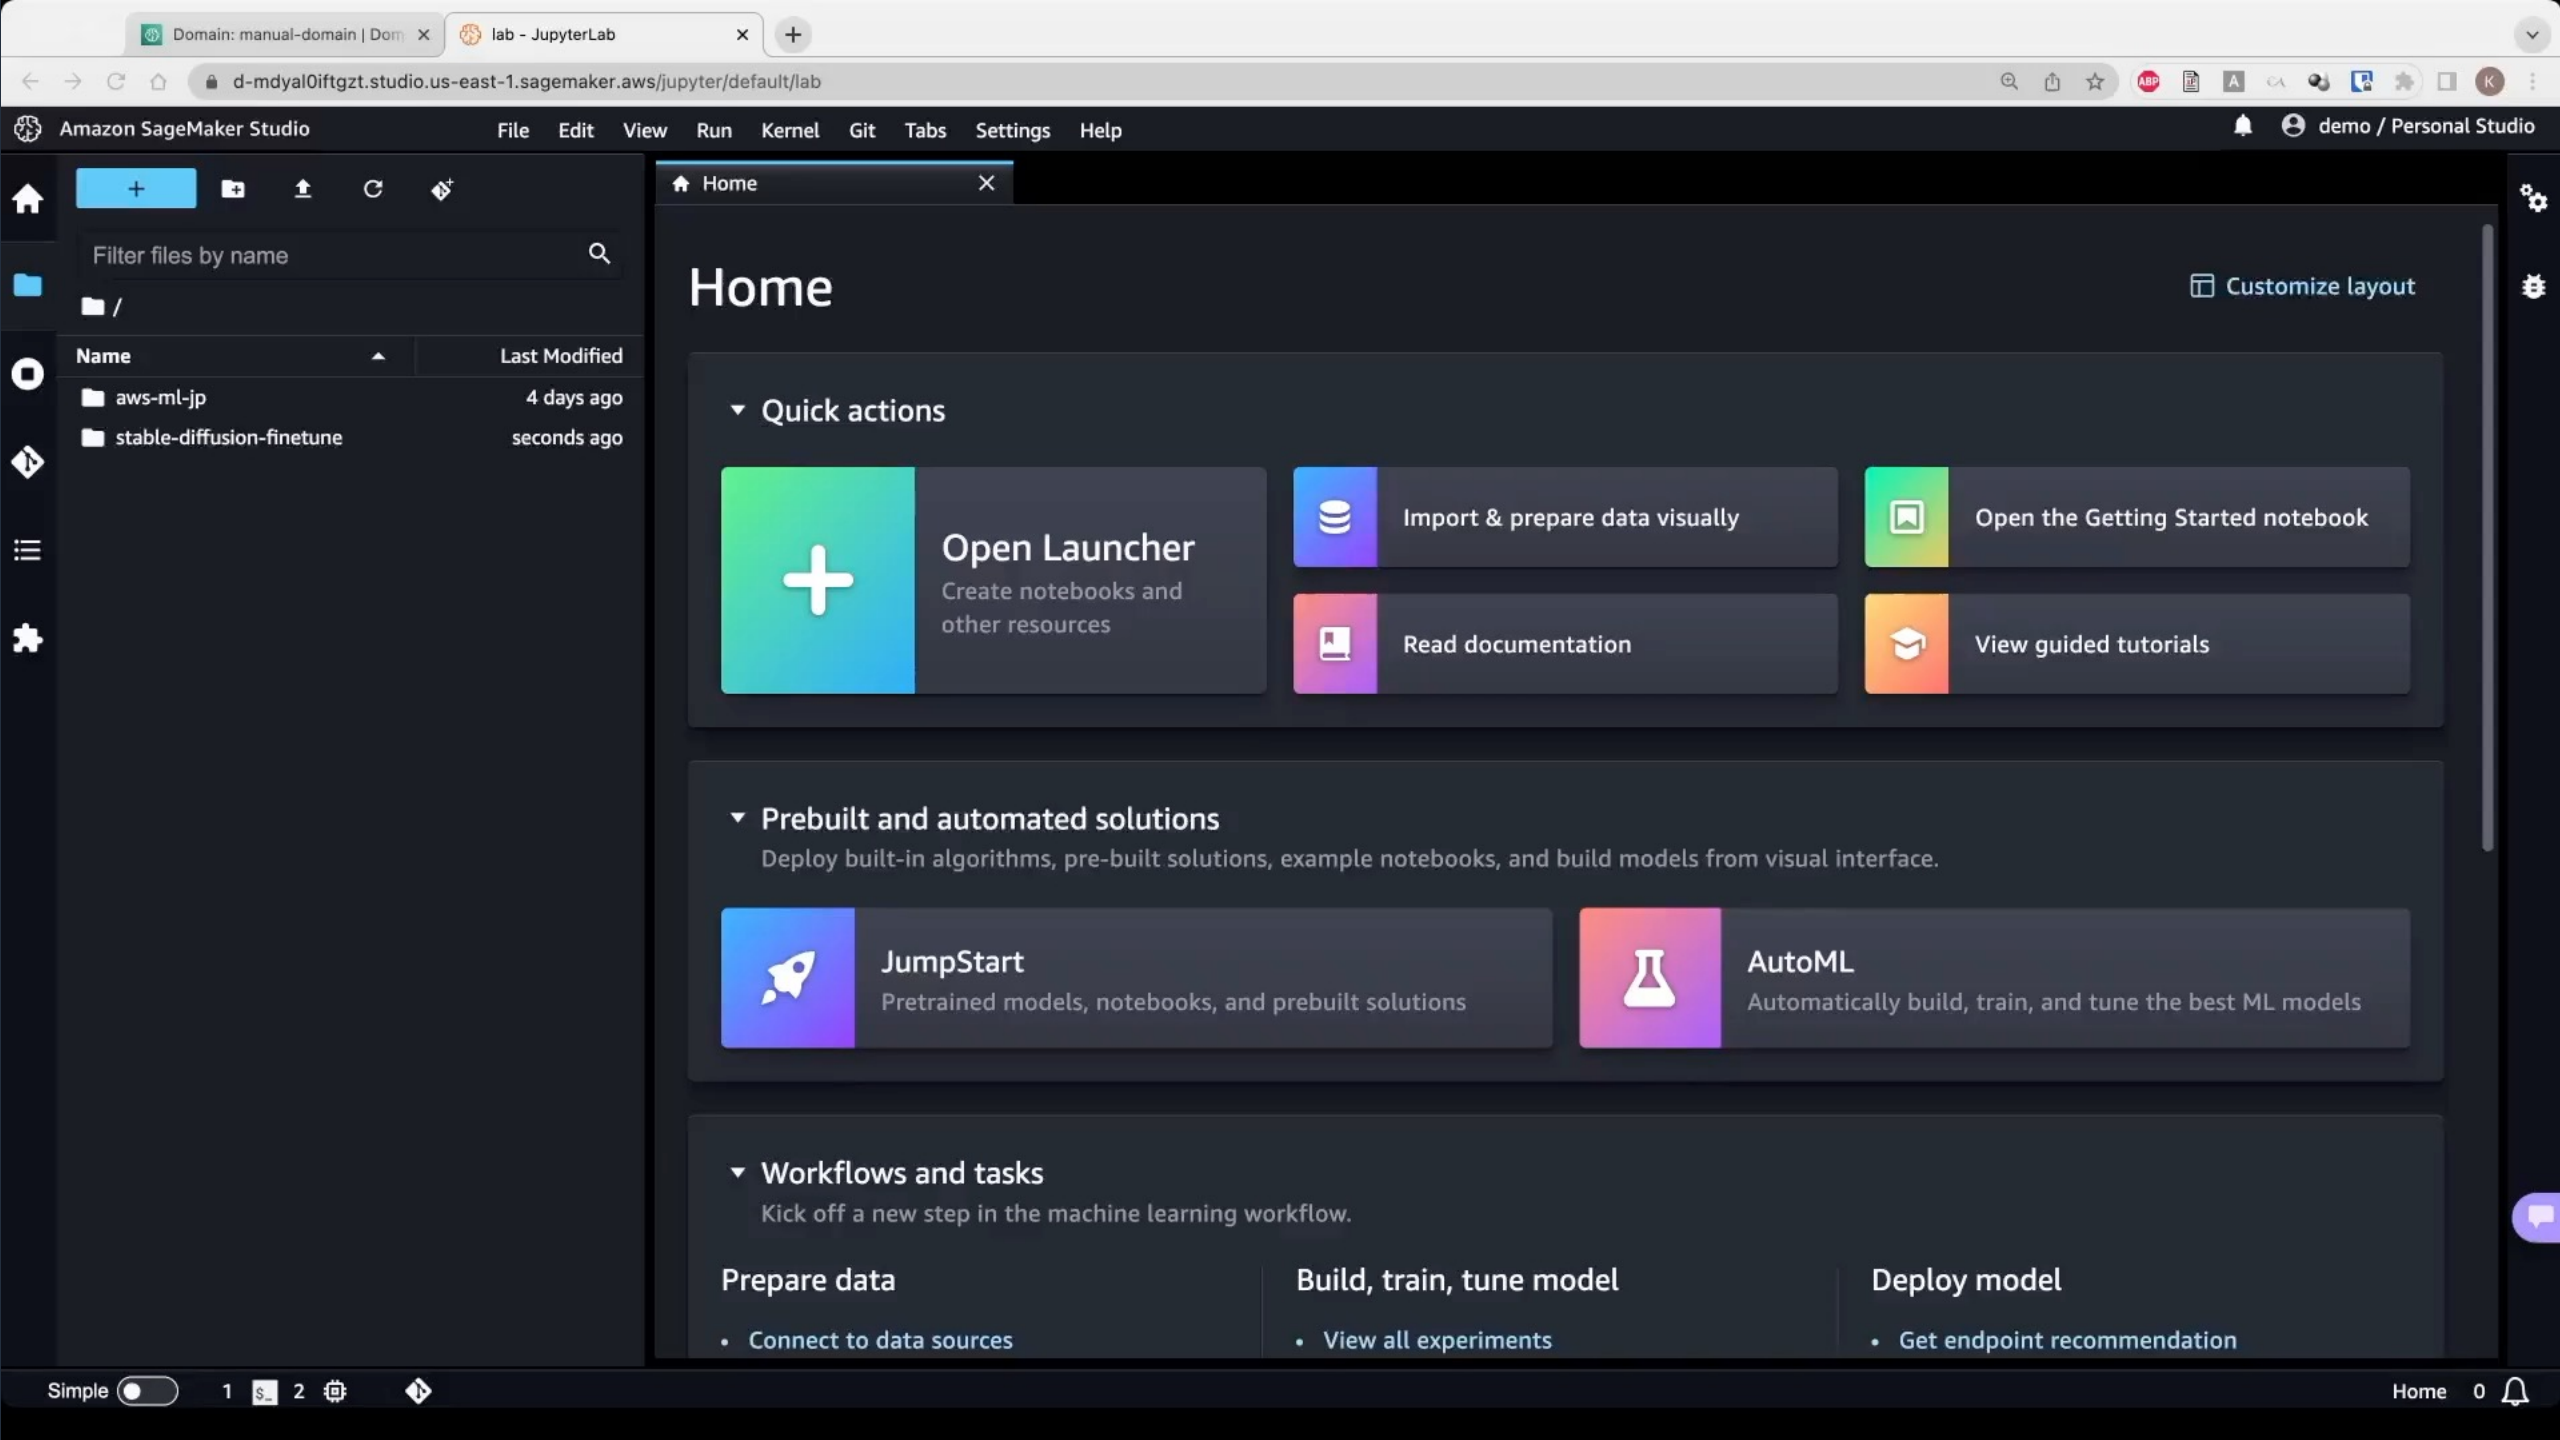 Domain: manual-domain | Dom
lab - JupyterLab
d-mdyal0iftgzt.studio.us-east-1.sagemaker.aws/jupyter/default/lab
ABP
A
CA
K
Amazon SageMaker Studio
File Edit View Run Kernel Git Tabs Settings Help
demo / Personal Studio
+
Home
Filter files by name
/
Name Last Modified
aws-ml-jp 4 days ago
stable-diffusion-finetune seconds ago
Home
Customize layout
Quick actions
Open Launcher
Create notebooks and
other resources
Import & prepare data visually
Open the Getting Started notebook
Read documentation
View guided tutorials
Prebuilt and automated solutions
Deploy built-in algorithms, pre-built solutions, example notebooks, and build models from visual interface.
JumpStart
Pretrained models, notebooks, and prebuilt solutions
AutoML
Automatically build, train, and tune the best ML models
Workflows and tasks
Kick off a new step in the machine learning workflow.
Prepare data
• Connect to data sources
Build, train, tune model
• View all experiments
Deploy model
• Get endpoint recommendation
Simple 1 $_ 2
Home 0